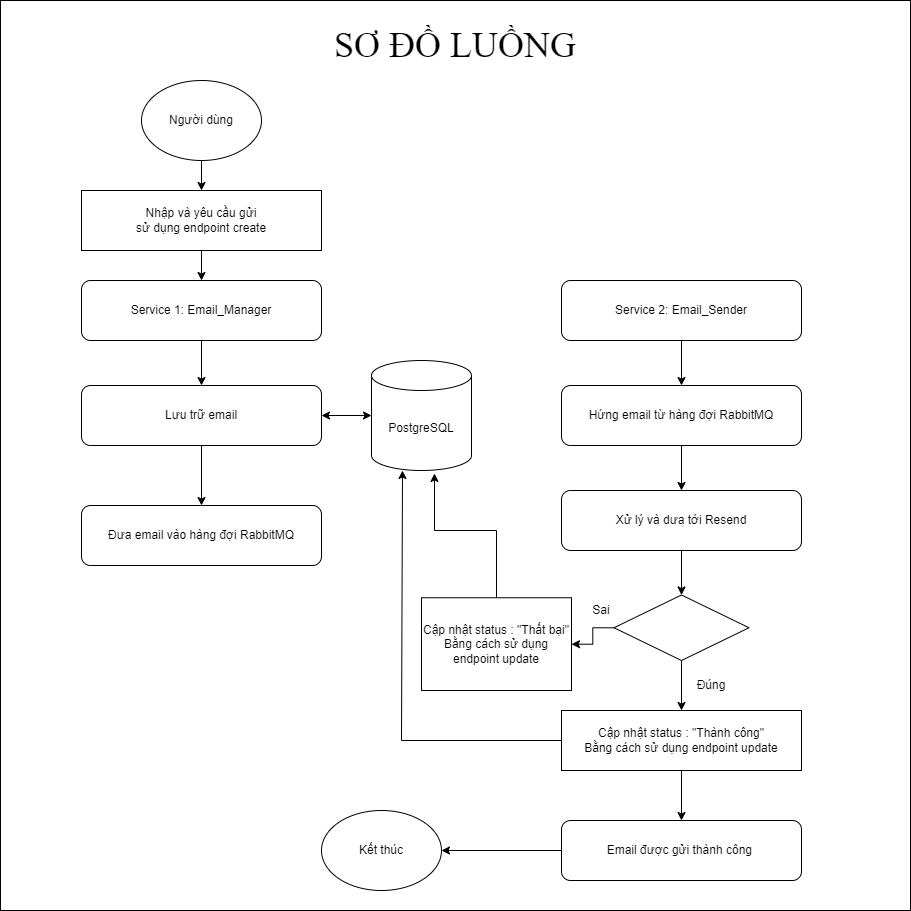 SƠ ĐỒ LUỒNG
Người dùng
Nhập và yêu cầu gửi
sử dụng endpoint create
Service 1: Email_Manager
Lưu trữ email
Đưa email vào hàng đợi RabbitMQ
PostgreSQL
Service 2: Email_Sender
Hứng email từ hàng đợi RabbitMQ
Xử lý và dưa tới Resend
Sai
Cập nhật status : "Thất bại"
Bằng cách sử dụng
endpoint update
Đúng
Cập nhật status : "Thành công"
Bằng cách sử dụng endpoint update
Email được gửi thành công
Kết thúc